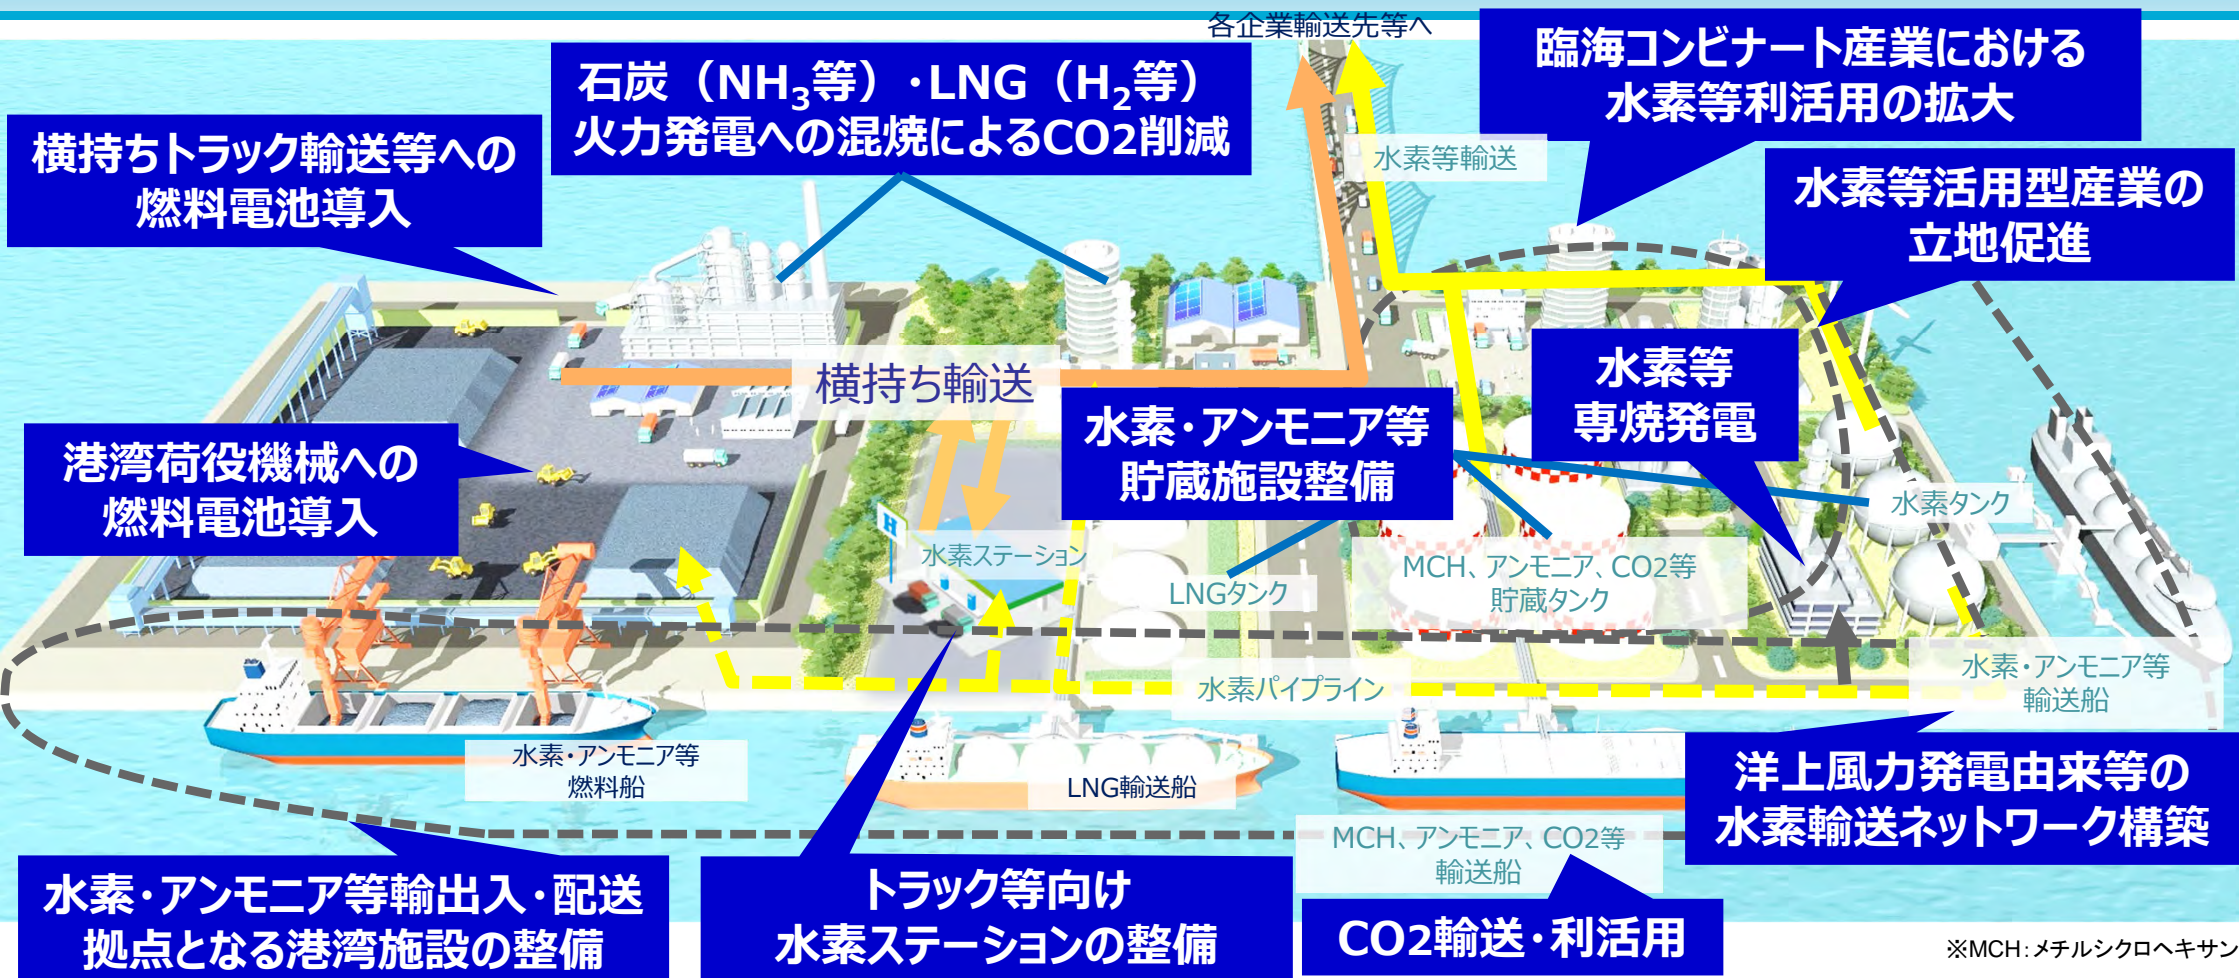 各企業輸送先等へ
臨海コンビナート産業における
水素等利活用の拡大
石炭（NH3等）・LNG（H2等）
火力発電への混焼によるCO2削減
横持ちトラック輸送等への
燃料電池導入
水素等輸送
水素等活用型産業の
立地促進
横持ち輸送
水素等
専焼発電
水素・アンモニア等
貯蔵施設整備
港湾荷役機械への
燃料電池導入
水素タンク
H
水素ステーション
LNGタンク
MCH、アンモニア、CO2等
貯蔵タンク
水素パイプライン
水素・アンモニア等
輸送船
水素・アンモニア等
燃料船
LNG輸送船
洋上風力発電由来等の
水素輸送ネットワーク構築
MCH、アンモニア、CO2等
輸送船
水素・アンモニア等輸出入・配送
拠点となる港湾施設の整備
トラック等向け
水素ステーションの整備
CO2輸送・利活用
※MCH：メチルシクロヘキサン